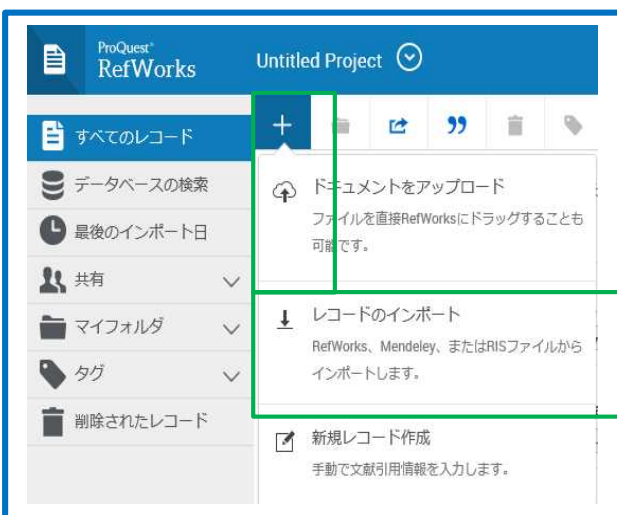 ProQuest®
RefWorks
Untitled Project
すべてのレコード
データベースの検索
最後のインポート日
共有
マイフォルダ
タグ
削除されたレコード
ドキュメントをアップロード
ファイルを直接RefWorksにドラッグすることも
可能です。
レコードのインポート
RefWorks、Mendeley、またはRISファイルから
インポートします。
新規レコード作成
手動で文献引用情報を入力します。